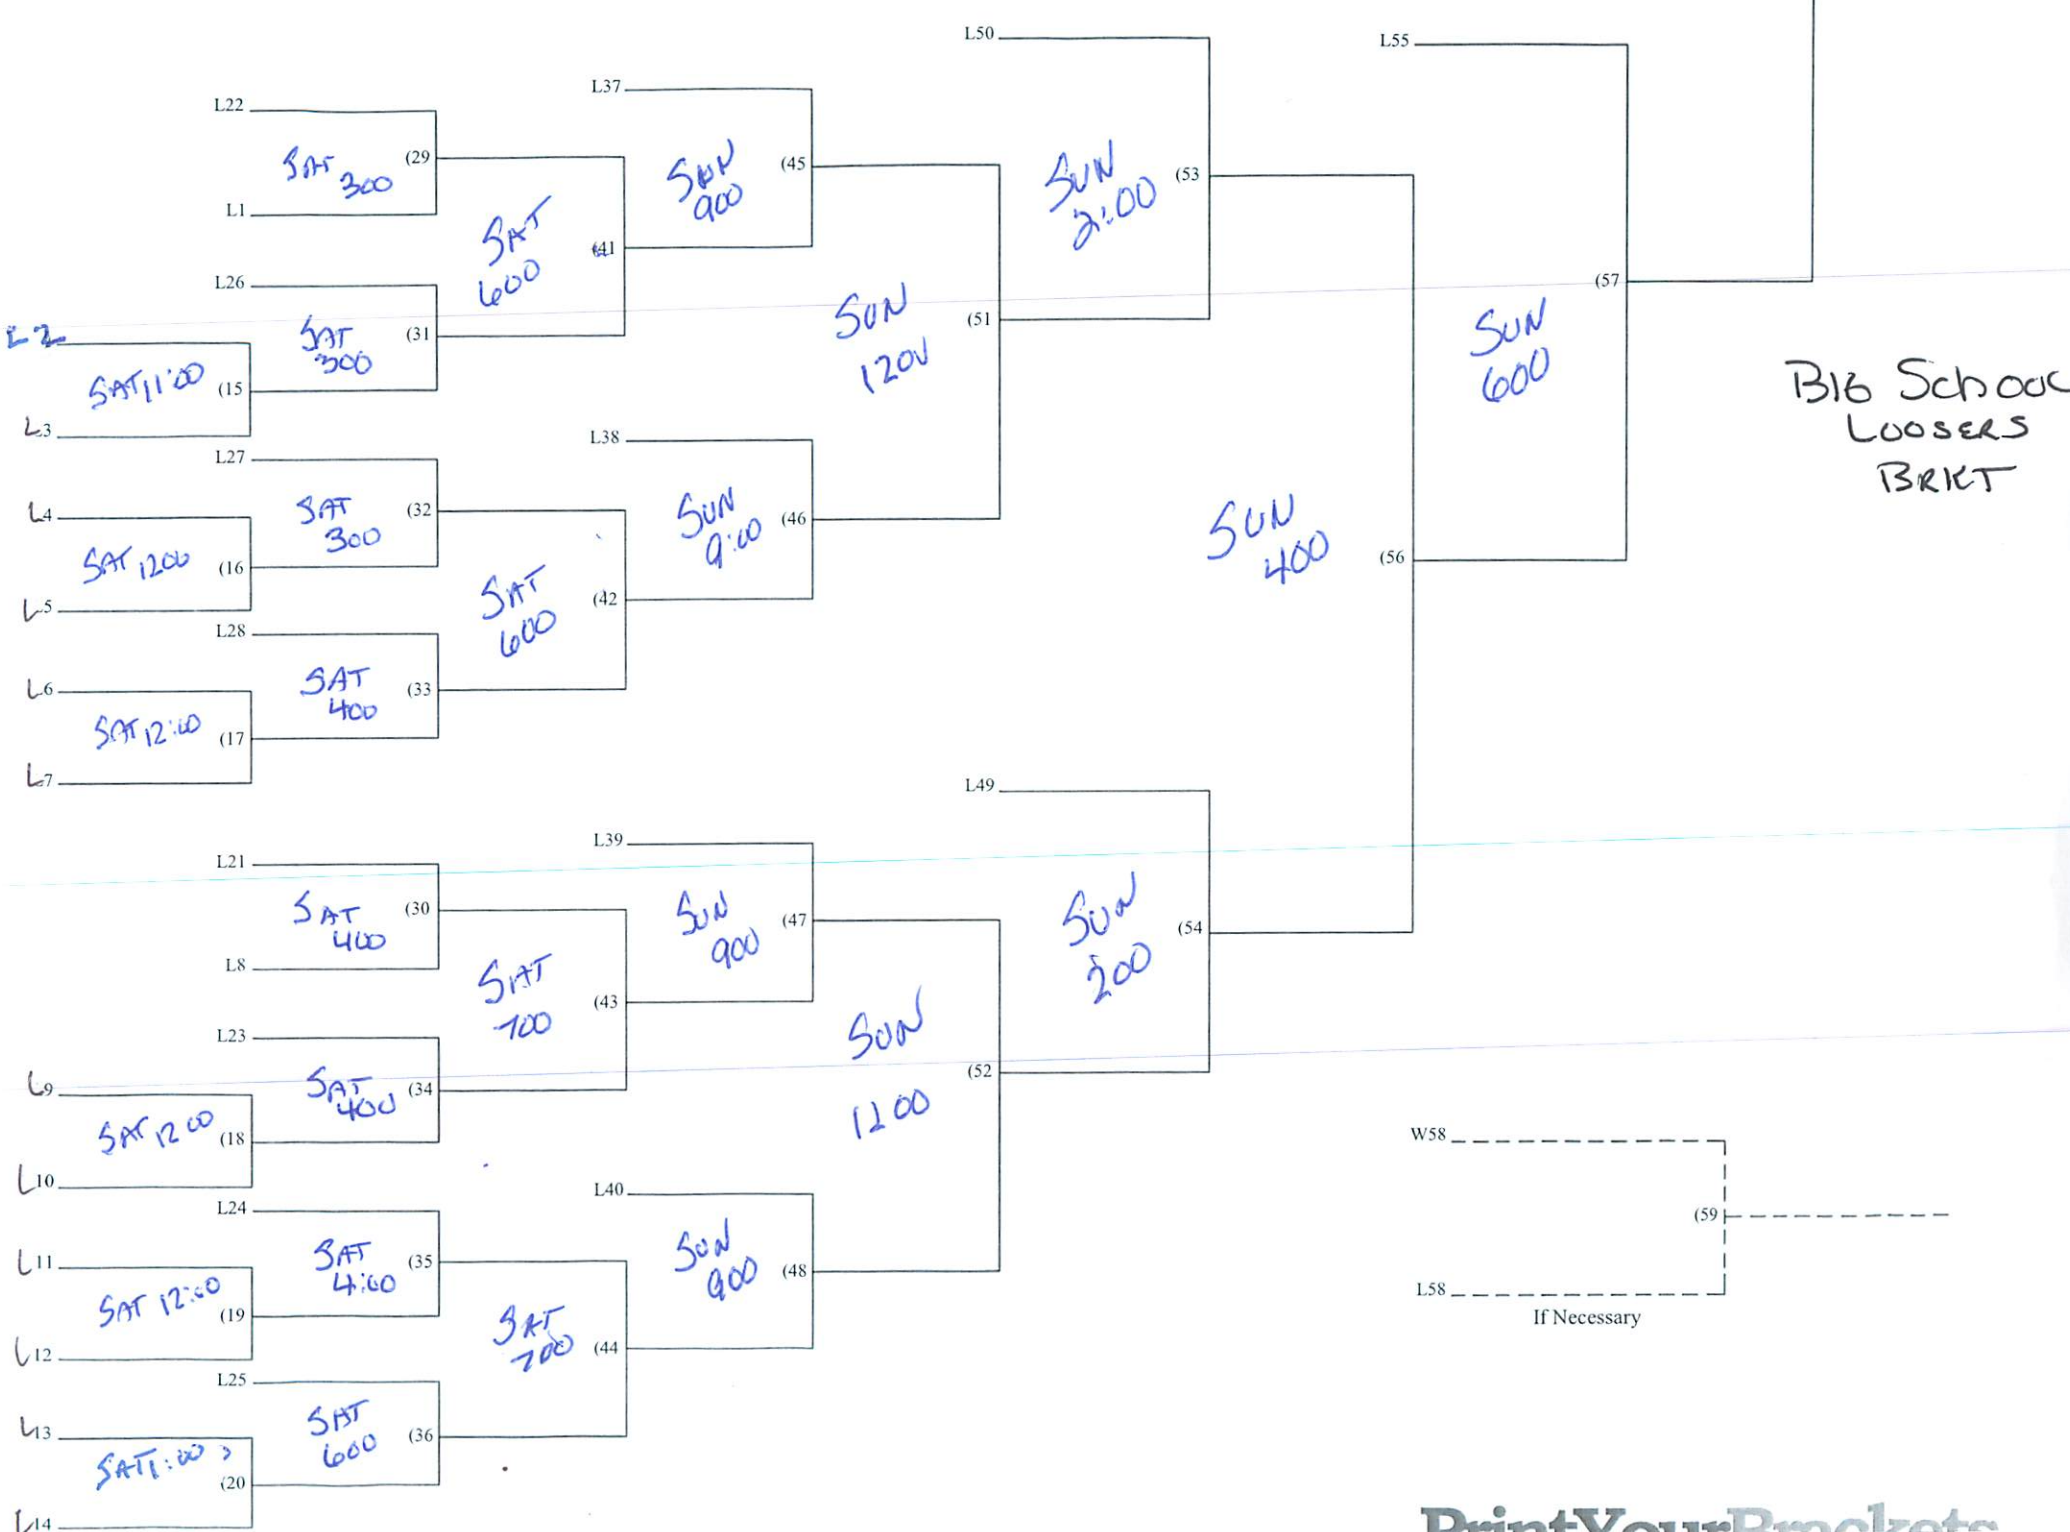 L50
L55
L37
L22
SAT
300
(29
SUN
900
(45
SUN
2:00
(53
L1
SAT
600
(41
L26
(57
L2
SAT
300
(31
SUN
1200
(51
SUN
600
SAT 11:00
(15
BIG SCHOOL
LOOSERS
BRKT
L3
L38
L27
L4
SAT
300
(32
SUN
9:00
(46
SUN
400
(56
SAT 1200
(16
SAT
600
(42
L5
L28
L6
SAT
400
(33
SAT 12:00
(17
L7
L49
L39
L21
SAT
400
(30
SUN
900
(47
SUN
200
(54
L8
SAT
700
(43
L23
SUN
1200
(52
L9
SAT
400
(34
SAT 12 00
(18
W58
L10
L40
L24
(59
L11
SAT
4:00
(35
SUN
900
(48
SAT 12:00
(19
L58
If Necessary
SAT
700
(44
L12
L25
L13
SAT
600
(36
SAT 1:00
(20
L14
PrintYourBrackets